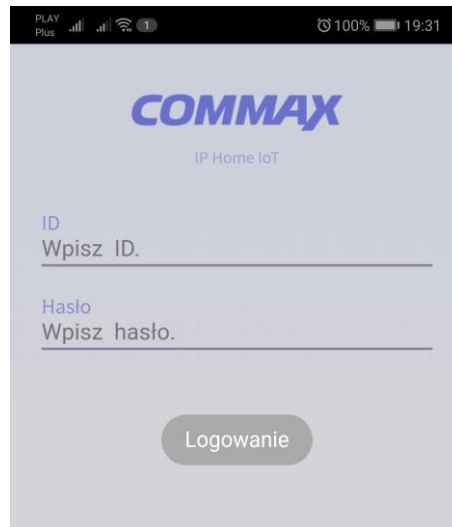 PLAY
Plus
1
100%
19:31
COMMAX
IP Home IoT
ID
Wpisz ID.
Hasło
Wpisz hasło.
Logowanie